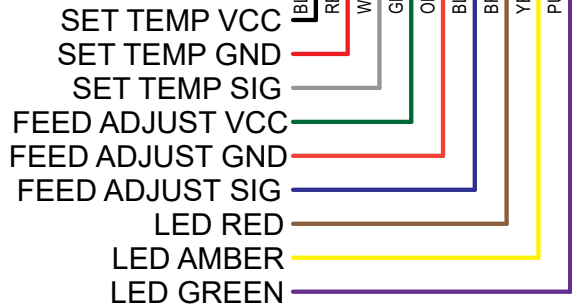 SET TEMP VCC
SET TEMP GND
SET TEMP SIG
FEED ADJUST VCC
FEED ADJUST GND
FEED ADJUST SIG
LED RED
LED AMBER
LED GREEN